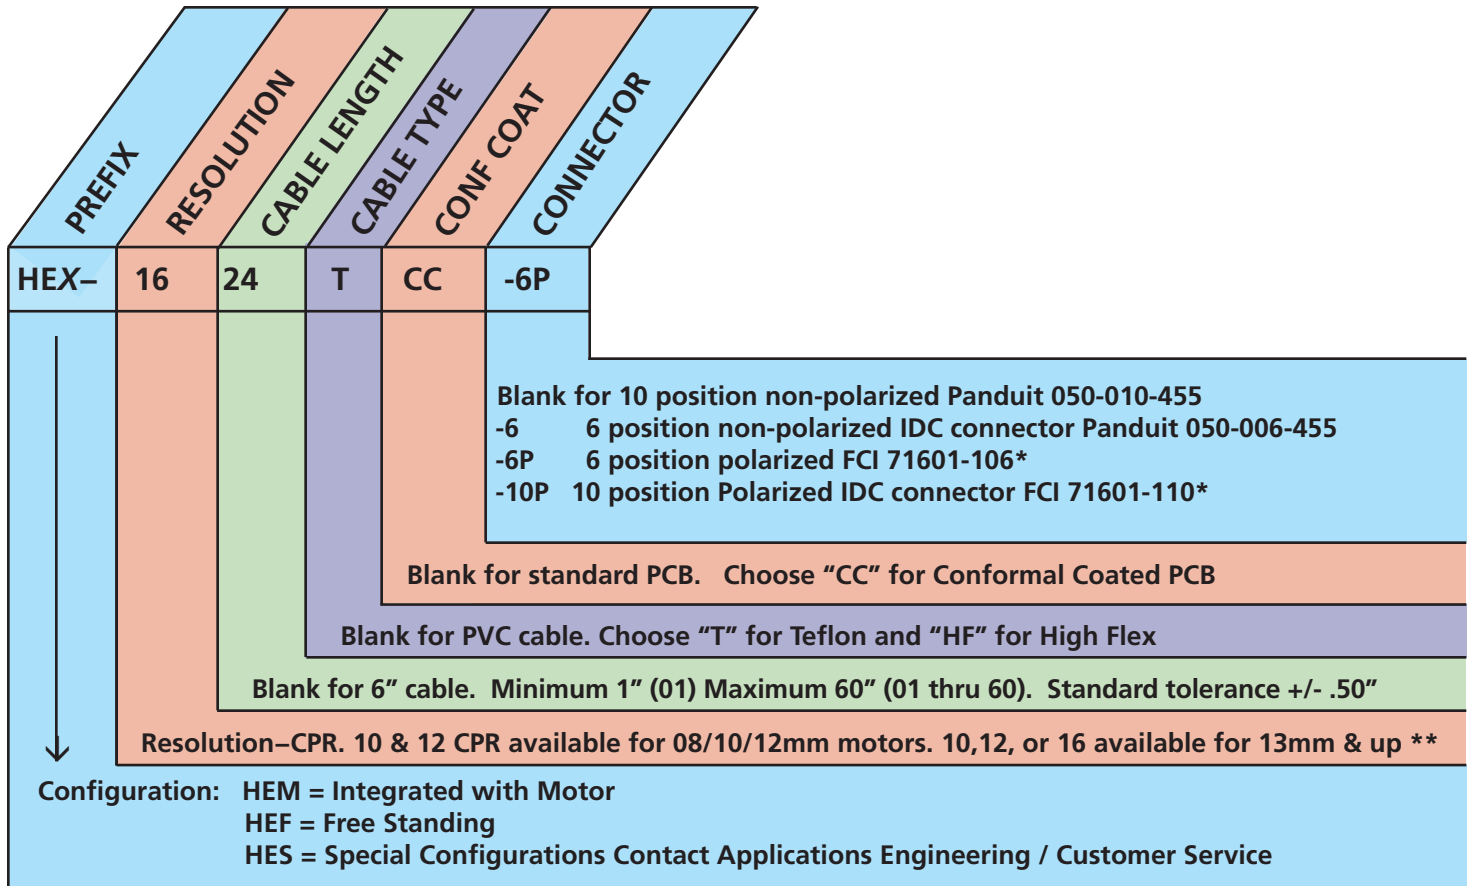 PREFIX
RESOLUTION
CABLE LENGTH
CABLE TYPE
CONF COAT
CONNECTOR
HEX– 16 24 T CC -6P
Blank for 10 position non-polarized Panduit 050-010-455
-6 6 position non-polarized IDC connector Panduit 050-006-455
-6P 6 position polarized FCI 71601-106*
-10P 10 position Polarized IDC connector FCI 71601-110*
Blank for standard PCB. Choose "CC" for Conformal Coated PCB
Blank for PVC cable. Choose "T" for Teflon and "HF" for High Flex
Blank for 6" cable. Minimum 1" (01) Maximum 60" (01 thru 60). Standard tolerance +/- .50"
Resolution–CPR. 10 & 12 CPR available for 08/10/12mm motors. 10,12, or 16 available for 13mm & up **
Configuration: HEM = Integrated with Motor
HEF = Free Standing
HES = Special Configurations Contact Applications Engineering / Customer Service